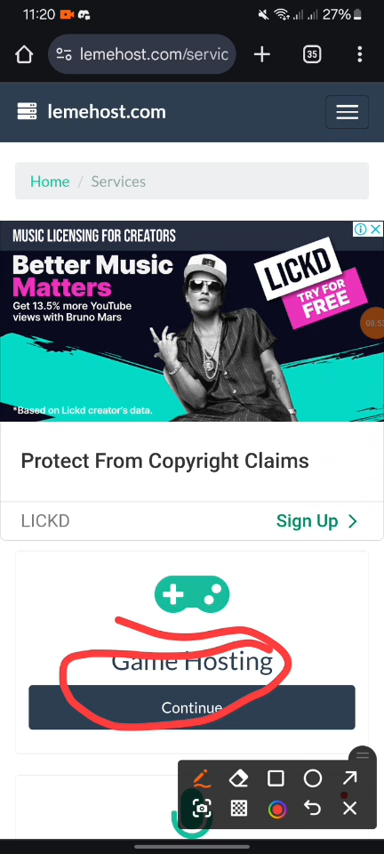 11:20
27%
lemehost.com/servic
35
lemehost.com
Home / Services
MUSIC LICENSING FOR CREATORS
Better Music
Matters
Get 13.5% more YouTube
views with Bruno Mars
LICKD
TRY FOR
FREE
*Based on Lickd creator's data.
Protect From Copyright Claims
LICKD
Sign Up
Game Hosting
Continue